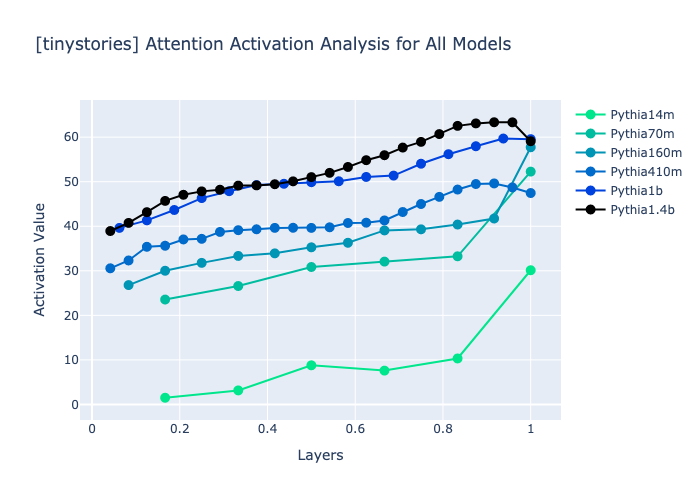 [tinystories] Attention Activation Analysis for All Models
Pythia14m
Pythia70m
Pythia160m
Pythia410m
Pythia1b
Pythia1.4b
Activation Value
60
50
40
30
20
10
0
0 0.2 0.4 0.6 0.8 1
Layers